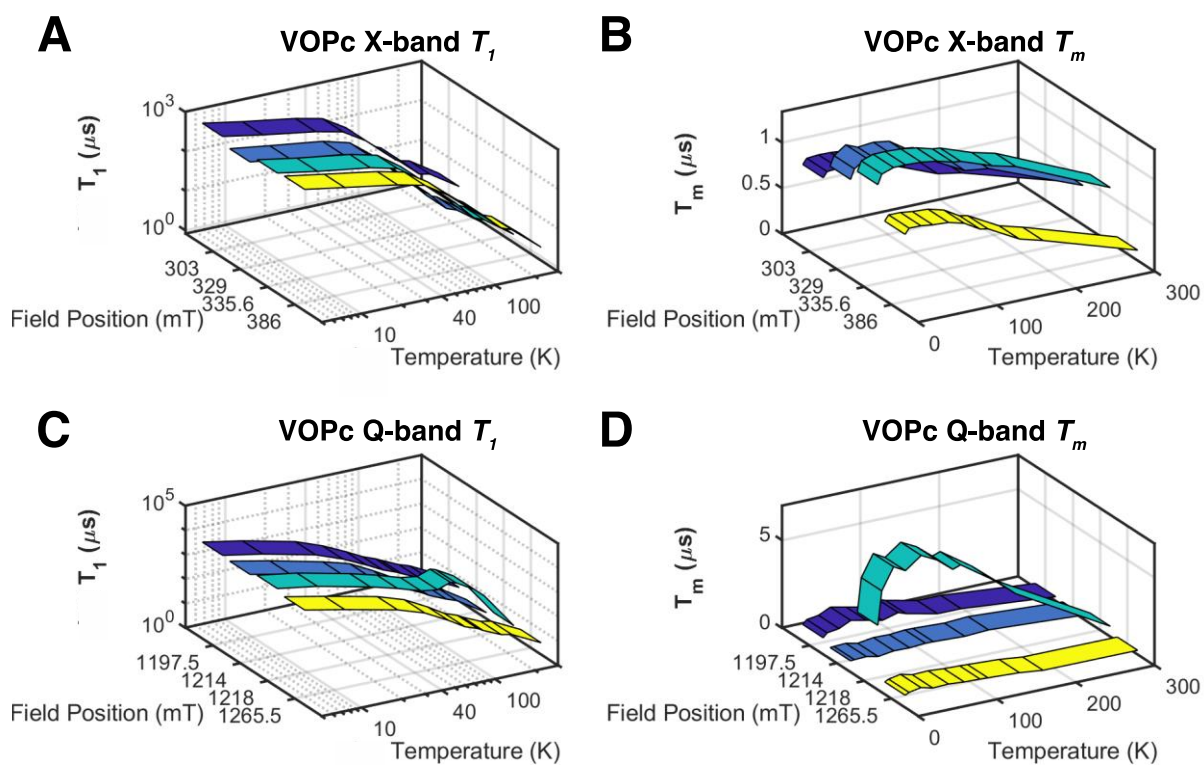 A
VOPc X-band T1
10^3
10^0
T1 (μs)
303
329
335.6
386
Field Position (mT)
10
40
100
Temperature (K)
B
VOPc X-band Tm
1
0.5
0
Tm (μs)
303
329
335.6
386
Field Position (mT)
0
100
200
300
Temperature (K)
C
VOPc Q-band T1
10^5
10^0
T1 (μs)
1197.5
1214
1218
1265.5
Field Position (mT)
10
40
100
Temperature (K)
D
VOPc Q-band Tm
5
0
Tm (μs)
1197.5
1214
1218
1265.5
Field Position (mT)
0
100
200
300
Temperature (K)